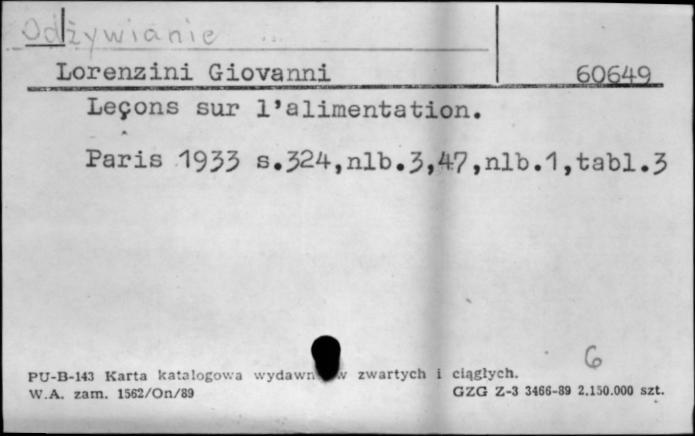 Odżywianie
Lorenzini Giovanni 60649
Leçons sur l'alimentation.
Paris 1933 s.324,nlb.3,47,nlb.1,tabl.3
6
PU-B-143 Karta katalogowa zwartych i ciągłych.
W.A. zam. 1562/On/89 GZG Z-3 3466-89 2.150.000 szt.